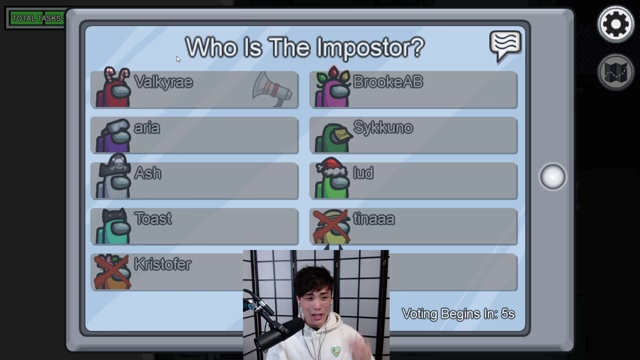 TOTAL TASKS
Who Is The Impostor?
Valkyrae
BrookeAB
aria
Sykkuno
Ash
lud
Toast
tinaaa
Kristofer
Voting Begins In: 5s